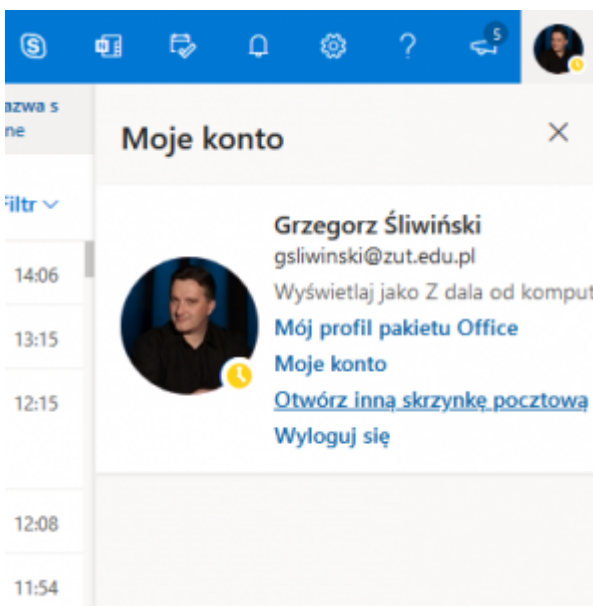 S
?
5
azwa s
ne
Moje konto
Filtr
14:06
13:15
12:15
12:08
11:54
Grzegorz Śliwiński
gsliwinski@zut.edu.pl
Wyświetlaj jako Z dala od komput
Mój profil pakietu Office
Moje konto
Otwórz inną skrzynkę pocztową
Wyloguj się